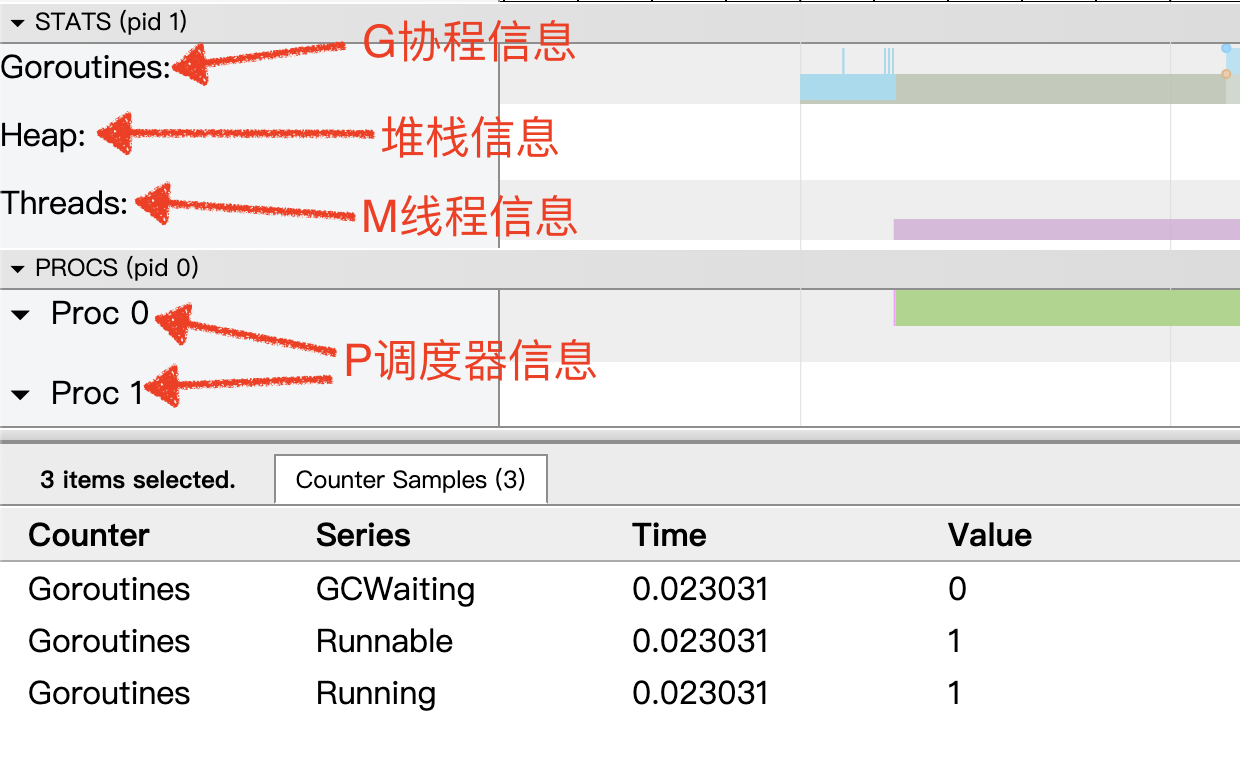 STATS (pid 1)
Goroutines:
G协程信息
Heap:
堆栈信息
Threads:
M线程信息
PROCS (pid 0)
Proc 0
P调度器信息
Proc 1
3 items selected.
Counter Samples (3)
Counter Series Time Value
Goroutines GCWaiting 0.023031 0
Goroutines Runnable 0.023031 1
Goroutines Running 0.023031 1